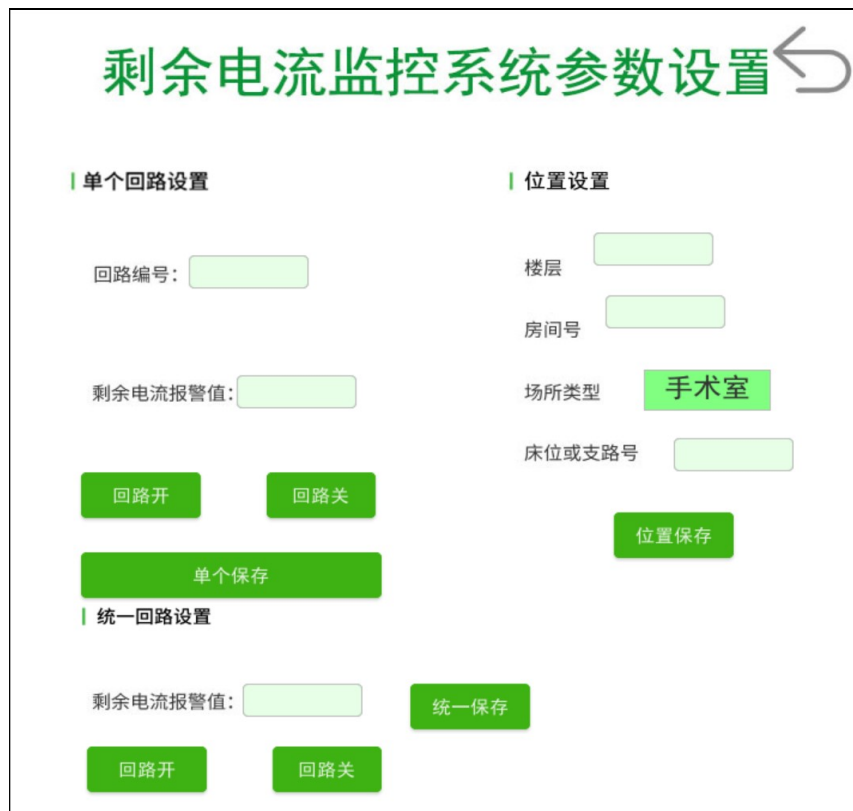 剩余电流监控系统参数设置
单个回路设置
回路编号：
剩余电流报警值：
回路开 回路关
单个保存
统一回路设置
剩余电流报警值： 统一保存
回路开 回路关
位置设置
楼层
房间号
场所类型 手术室
床位或支路号
位置保存